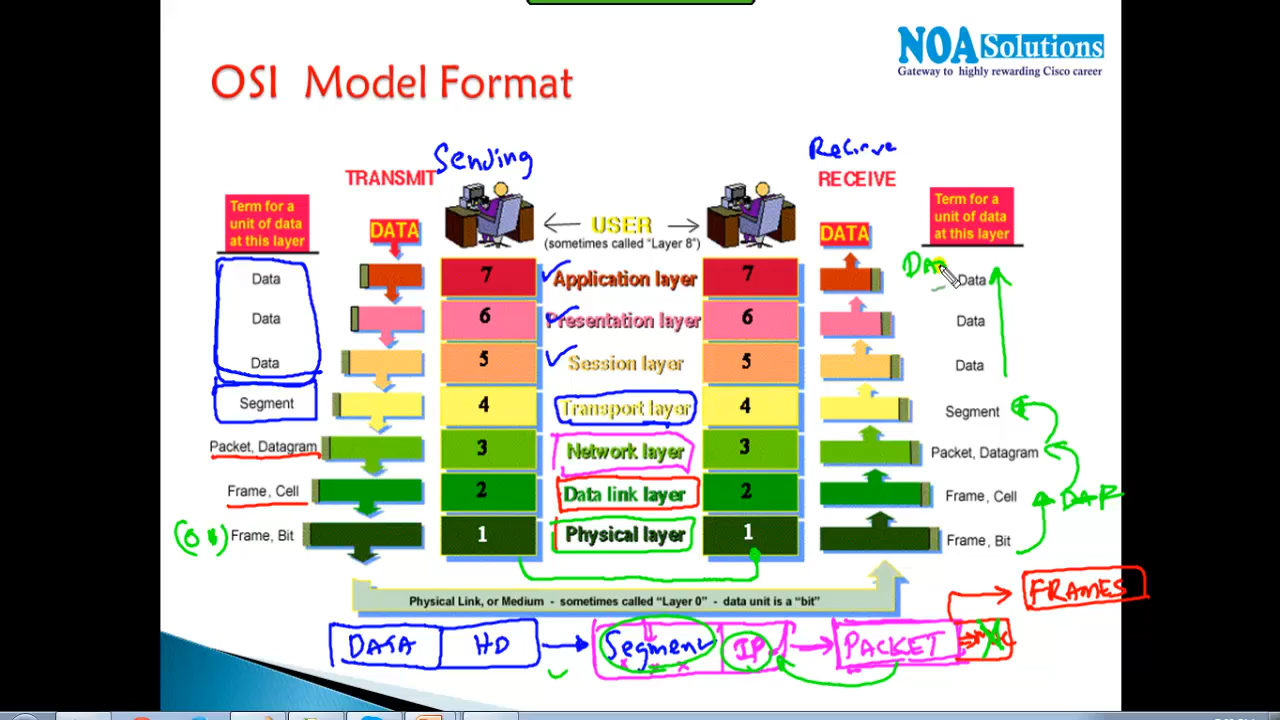 NOA Solutions
Gateway to highly rewarding Cisco career
OSI Model Format
Sending
TRANSMIT
RECEIVE
Term for a
unit of data
at this layer
DATA
USER
(sometimes called "Layer 8")
DATA
Term for a
unit of data
at this layer
Data 7 Application layer 7 Data
Data 6 Presentation layer 6 Data
Data 5 Session layer 5 Data
Segment 4 Transport layer 4 Segment
Packet, Datagram 3 Network layer 3 Packet, Datagram
Frame, Cell 2 Data link layer 2 Frame, Cell
(01) Frame, Bit 1 Physical layer 1 Frame, Bit
Physical Link, or Medium - sometimes called "Layer 0" - data unit is a "bit"
FRAMES
DATA HD Segment IP PACKET